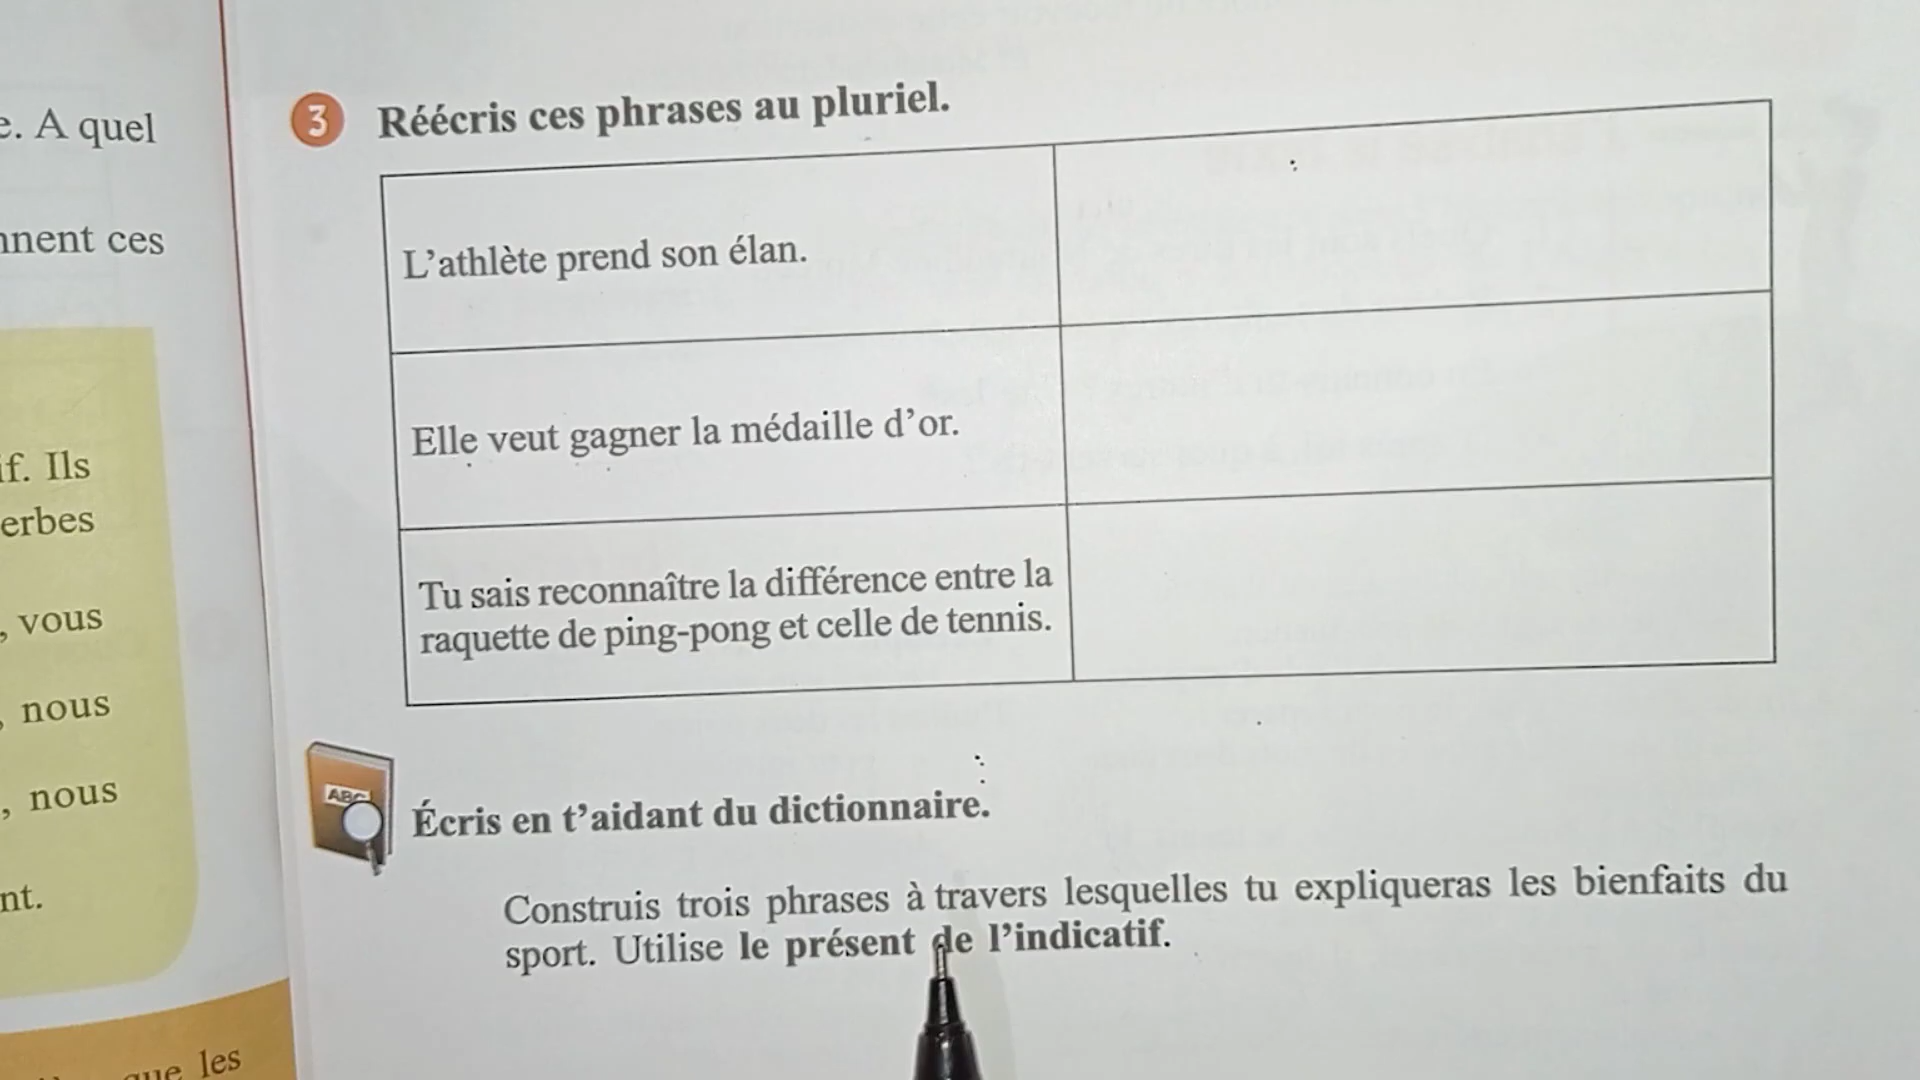 e. A quel
nent ces
if. Ils
erbes
, vous
, nous
, nous
nt.
que les
3 Réécris ces phrases au pluriel.
L’athlète prend son élan.
Elle veut gagner la médaille d’or.
Tu sais reconnaître la différence entre la
raquette de ping-pong et celle de tennis.
ABC
Écris en t’aidant du dictionnaire.
Construis trois phrases à travers lesquelles tu expliqueras les bienfaits du
sport. Utilise le présent de l’indicatif.